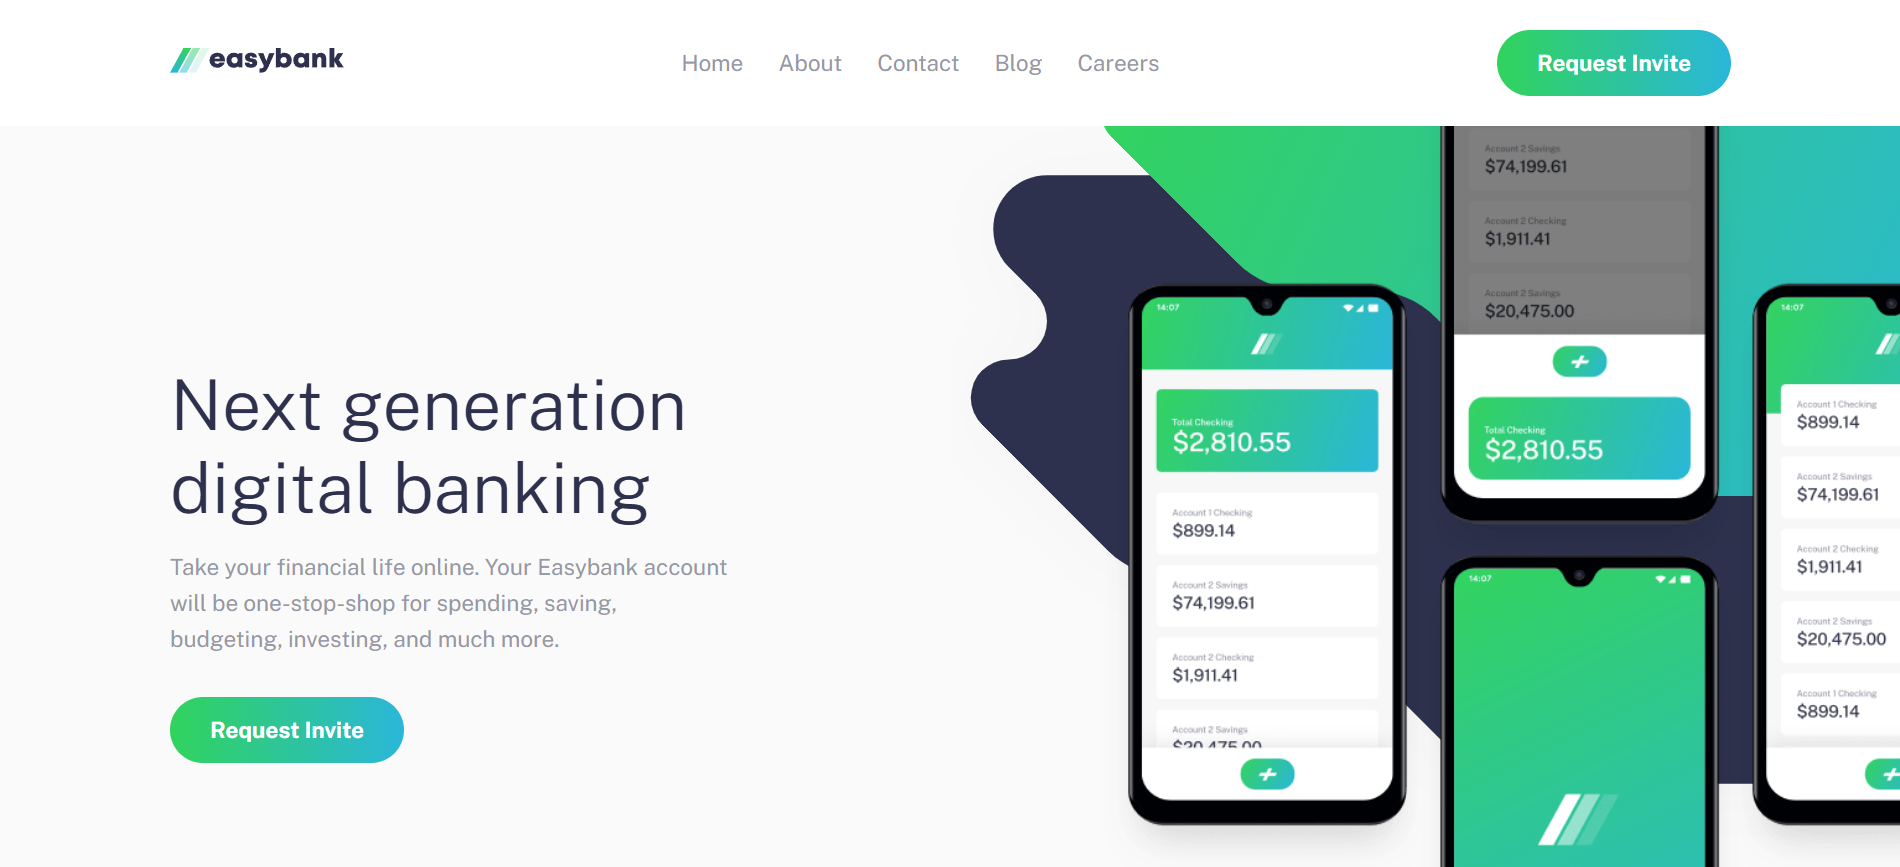 easybank
Home About Contact Blog Careers
Request Invite
Next generation
digital banking
Take your financial life online. Your Easybank account
will be one-stop-shop for spending, saving,
budgeting, investing, and much more.
Request Invite
14:07
Total Checking
$2,810.55
Account 1 Checking
$899.14
Account 2 Savings
$74,199.61
Account 2 Checking
$1,911.41
Account 2 Savings
$20,475.00
Account 2 Savings
$74,199.61
Account 2 Checking
$1,911.41
Account 2 Savings
$20,475.00
Total Checking
$2,810.55
14:07
14:07
Account 1 Checking
$899.14
Account 2 Savings
$74,199.61
Account 2 Checking
$1,911.41
Account 2 Savings
$20,475.00
Account 1 Checking
$899.14